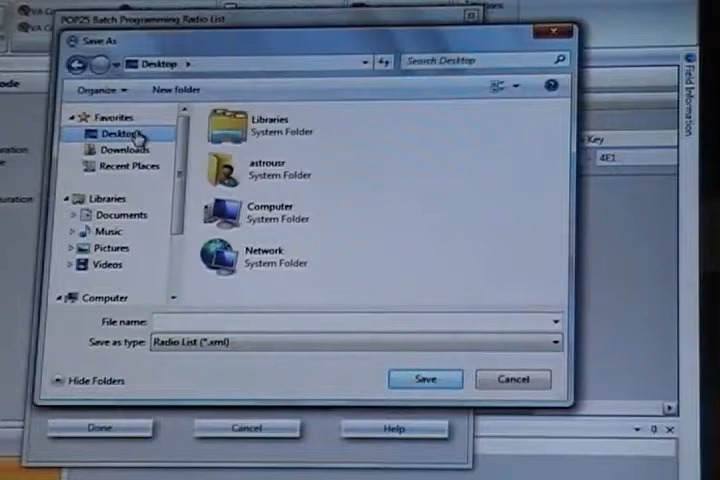 POP25 Batch Programming Radio List
Save As
Desktop
Search Desktop
Organize
New folder
Favorites
Desktop
Downloads
Recent Places
Libraries
Documents
Music
Pictures
Videos
Computer
Libraries
System Folder
astrousr
System Folder
Computer
System Folder
Network
System Folder
File name:
Save as type:
Radio List (*.xml)
Hide Folders
Save
Cancel
Done
Cancel
Help
Key
4E1
Field Information